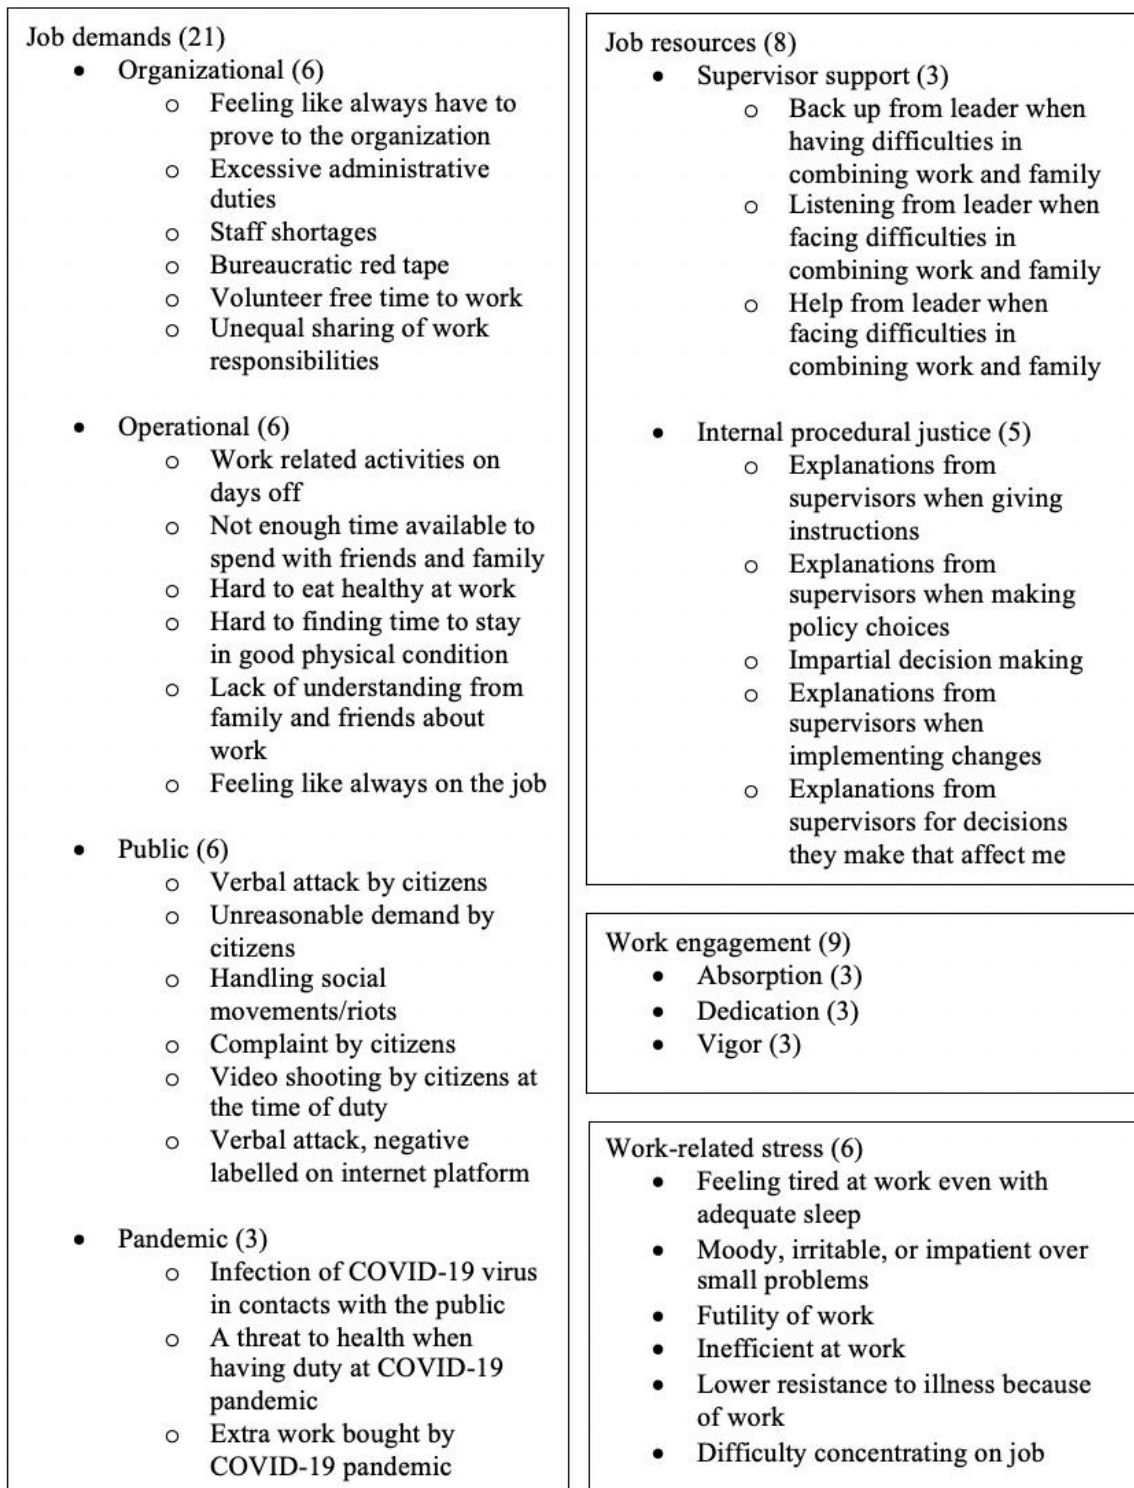 Job demands (21)
• Organizational (6)
o Feeling like always have to
prove to the organization
o Excessive administrative
duties
o Staff shortages
o Bureaucratic red tape
o Volunteer free time to work
o Unequal sharing of work
responsibilities
• Operational (6)
o Work related activities on
days off
o Not enough time available to
spend with friends and family
o Hard to eat healthy at work
o Hard to finding time to stay
in good physical condition
o Lack of understanding from
family and friends about
work
o Feeling like always on the job
• Public (6)
o Verbal attack by citizens
o Unreasonable demand by
citizens
o Handling social
movements/riots
o Complaint by citizens
o Video shooting by citizens at
the time of duty
o Verbal attack, negative
labelled on internet platform
• Pandemic (3)
o Infection of COVID-19 virus
in contacts with the public
o A threat to health when
having duty at COVID-19
pandemic
o Extra work bought by
COVID-19 pandemic
Job resources (8)
• Supervisor support (3)
o Back up from leader when
having difficulties in
combining work and family
o Listening from leader when
facing difficulties in
combining work and family
o Help from leader when
facing difficulties in
combining work and family
• Internal procedural justice (5)
o Explanations from
supervisors when giving
instructions
o Explanations from
supervisors when making
policy choices
o Impartial decision making
o Explanations from
supervisors when
implementing changes
o Explanations from
supervisors for decisions
they make that affect me
Work engagement (9)
• Absorption (3)
• Dedication (3)
• Vigor (3)
Work-related stress (6)
• Feeling tired at work even with
adequate sleep
• Moody, irritable, or impatient over
small problems
• Futility of work
• Inefficient at work
• Lower resistance to illness because
of work
• Difficulty concentrating on job